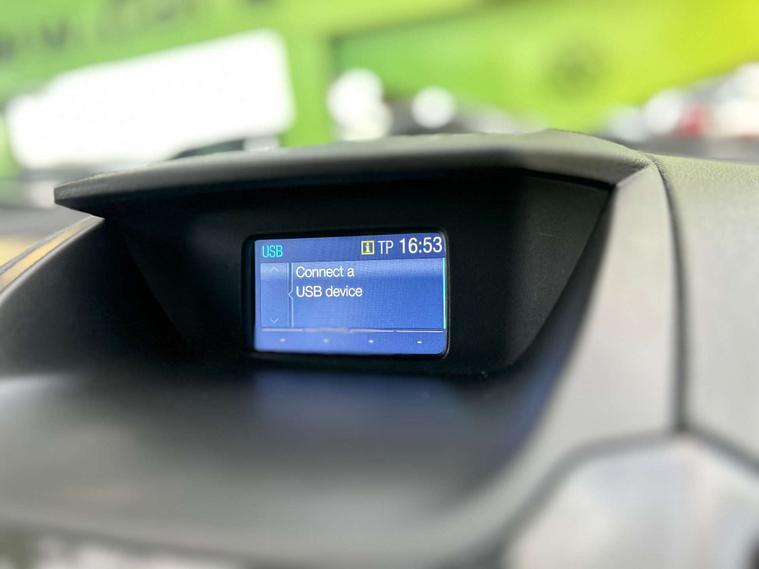 USB i TP 16:53
Connect a
USB device